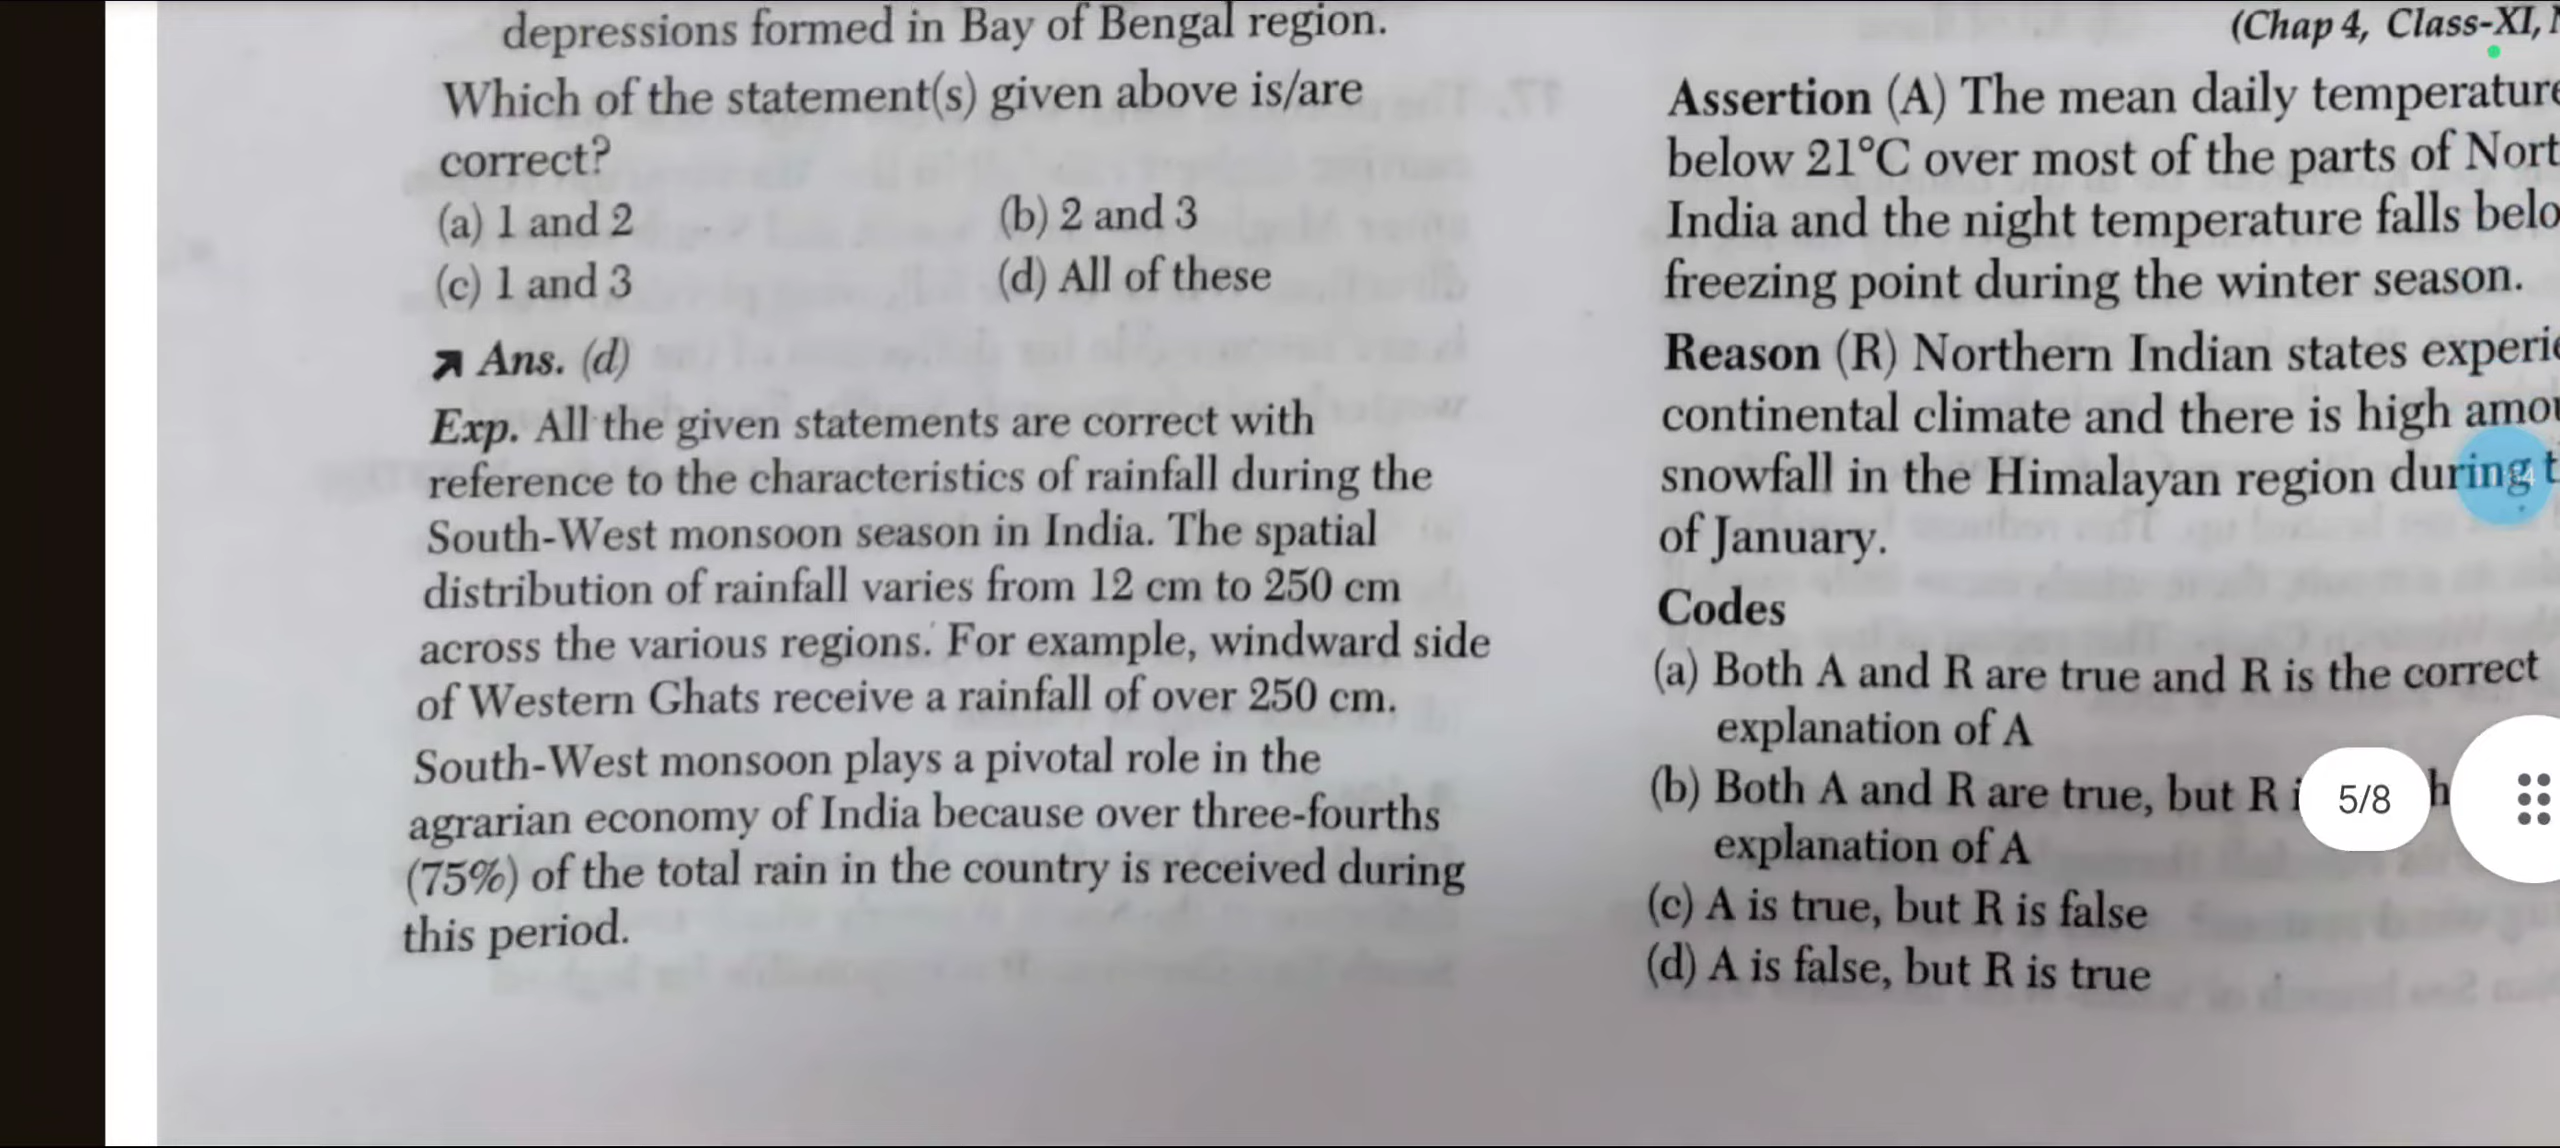 depressions formed in Bay of Bengal region.
Which of the statement(s) given above is/are
correct?
(a) 1 and 2
(b) 2 and 3
(c) 1 and 3
(d) All of these
Ans. (d)
Exp. All the given statements are correct with
reference to the characteristics of rainfall during the
South-West monsoon season in India. The spatial
distribution of rainfall varies from 12 cm to 250 cm
across the various regions. For example, windward side
of Western Ghats receive a rainfall of over 250 cm.
South-West monsoon plays a pivotal role in the
agrarian economy of India because over three-fourths
(75%) of the total rain in the country is received during
this period.
(Chap 4, Class-XI,
Assertion (A) The mean daily temperature
below 21°C over most of the parts of Nort
India and the night temperature falls belo
freezing point during the winter season.
Reason (R) Northern Indian states experie
continental climate and there is high amou
snowfall in the Himalayan region during t
of January.
Codes
(a) Both A and R are true and R is the correct
explanation of A
(b) Both A and R are true, but R i
explanation of A
(c) A is true, but R is false
(d) A is false, but R is true
5/8